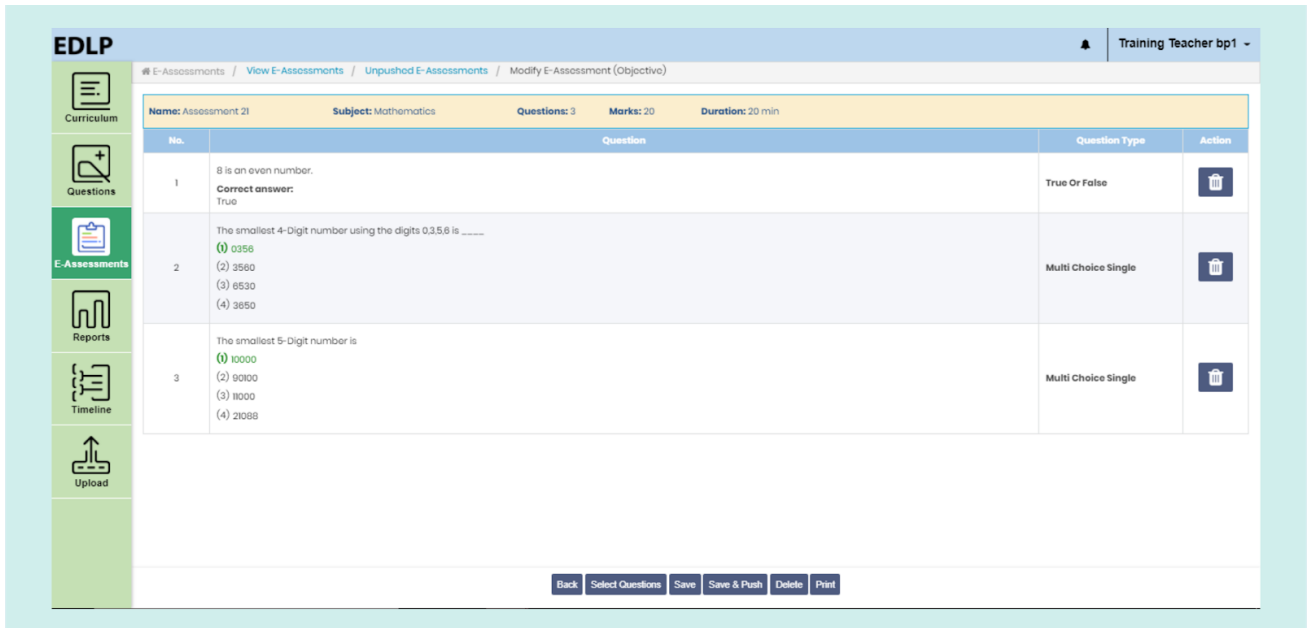 EDLP
Training Teacher bp1
E-Assessments / View E-Assessments / Unpushed E-Assessments / Modify E-Assessment (Objective)
Curriculum
Questions
E-Assessments
Reports
Timeline
Upload
Name: Assessment 21 Subject: Mathematics Questions: 3 Marks: 20 Duration: 20 min
No. Question Question Type Action
1 8 is an even number. True Or False
Correct answer:
True
2 The smallest 4-Digit number using the digits 0,3,5,6 is ____ Multi Choice Single
(1) 0356
(2) 3560
(3) 6530
(4) 3650
3 The smallest 5-Digit number is Multi Choice Single
(1) 10000
(2) 90100
(3) 11000
(4) 21088
Back Select Questions Save Save & Push Delete Print